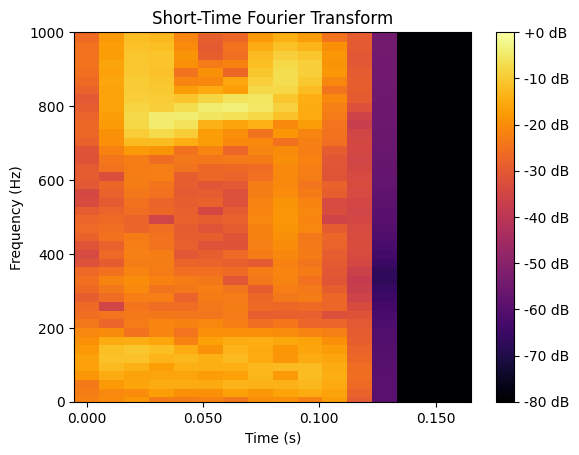 Short-Time Fourier Transform
1000
800
600
400
200
0
Frequency (Hz)
0.000
0.050
0.100
0.150
Time (s)
+0 dB
-10 dB
-20 dB
-30 dB
-40 dB
-50 dB
-60 dB
-70 dB
-80 dB